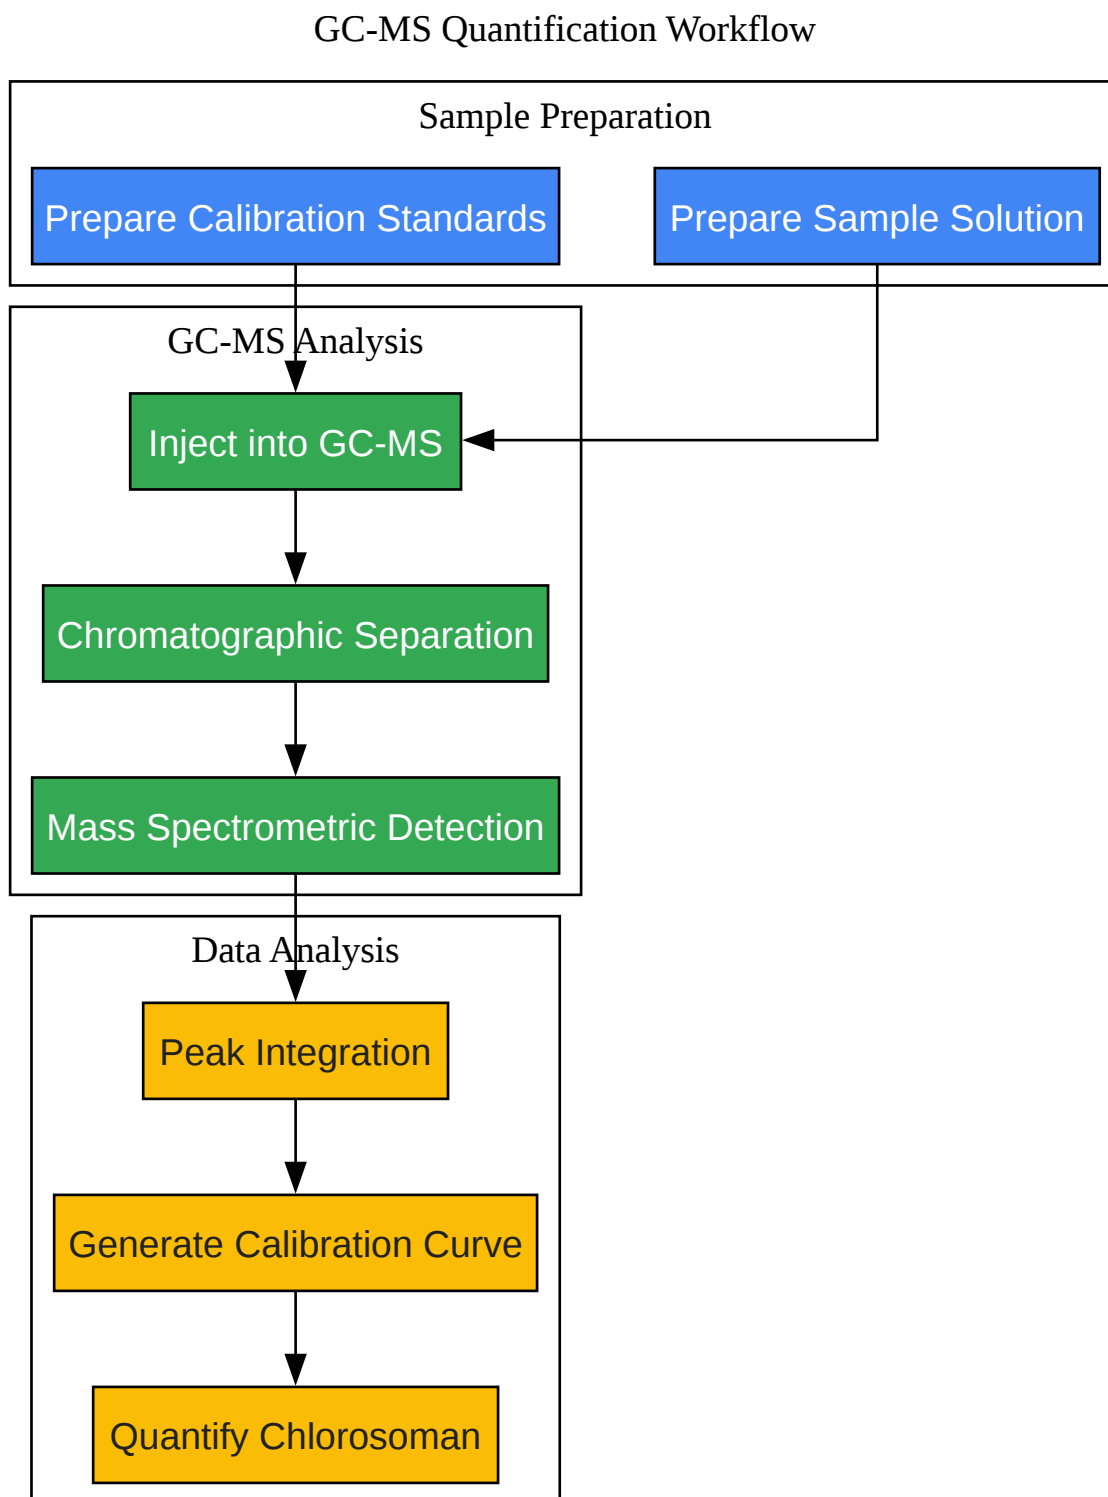 GC-MS Quantification Workflow
Sample Preparation
Prepare Calibration Standards
Prepare Sample Solution
GC-MS Analysis
Inject into GC-MS
Chromatographic Separation
Mass Spectrometric Detection
Data Analysis
Peak Integration
Generate Calibration Curve
Quantify Chlorosoman